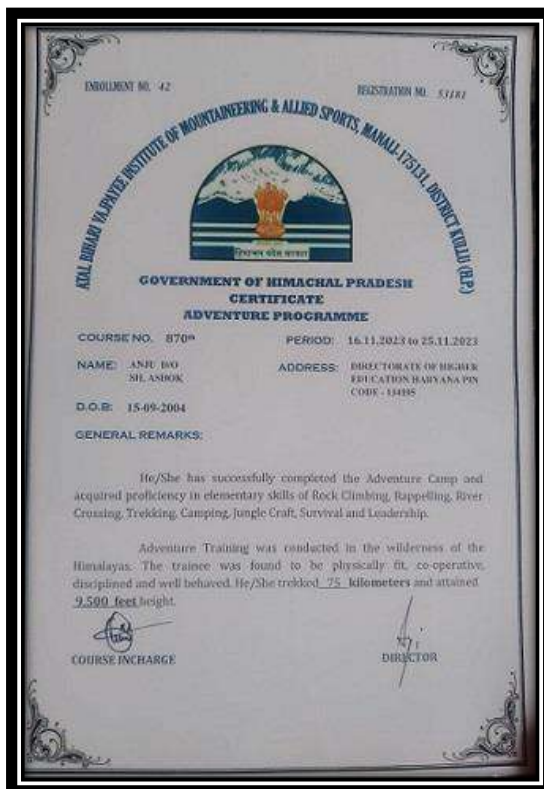 ENROLLMENT NO. 42
REGISTRATION NO. 53181
ATAL BIHARI VAJPAYEE INSTITUTE OF MOUNTAINEERING & ALLIED SPORTS, MANALI-175131, DISTRICT KULLU (H.P.)
हिमाचल प्रदेश सरकार
GOVERNMENT OF HIMACHAL PRADESH
CERTIFICATE
ADVENTURE PROGRAMME
COURSE NO. 870th PERIOD: 16.11.2023 to 25.11.2023
NAME: ANJU D/O ADDRESS: DIRECTORATE OF HIGHER
SH. ASHOK EDUCATION HARYANA PIN
CODE -
D.O.B: 15-09-2004
GENERAL REMARKS:
He/She has successfully completed the Adventure Camp and
acquired proficiency in elementary skills of Rock Climbing, Rappelling, River
Crossing, Trekking, Camping, Jungle Craft, Survival and Leadership.
Adventure Training was conducted in the wilderness of the
Himalayas. The trainee was found to be physically fit, co-operative,
disciplined and well behaved. He/She trekked 75 kilometers and attained
9,500 feet height.
COURSE INCHARGE DIRECTOR